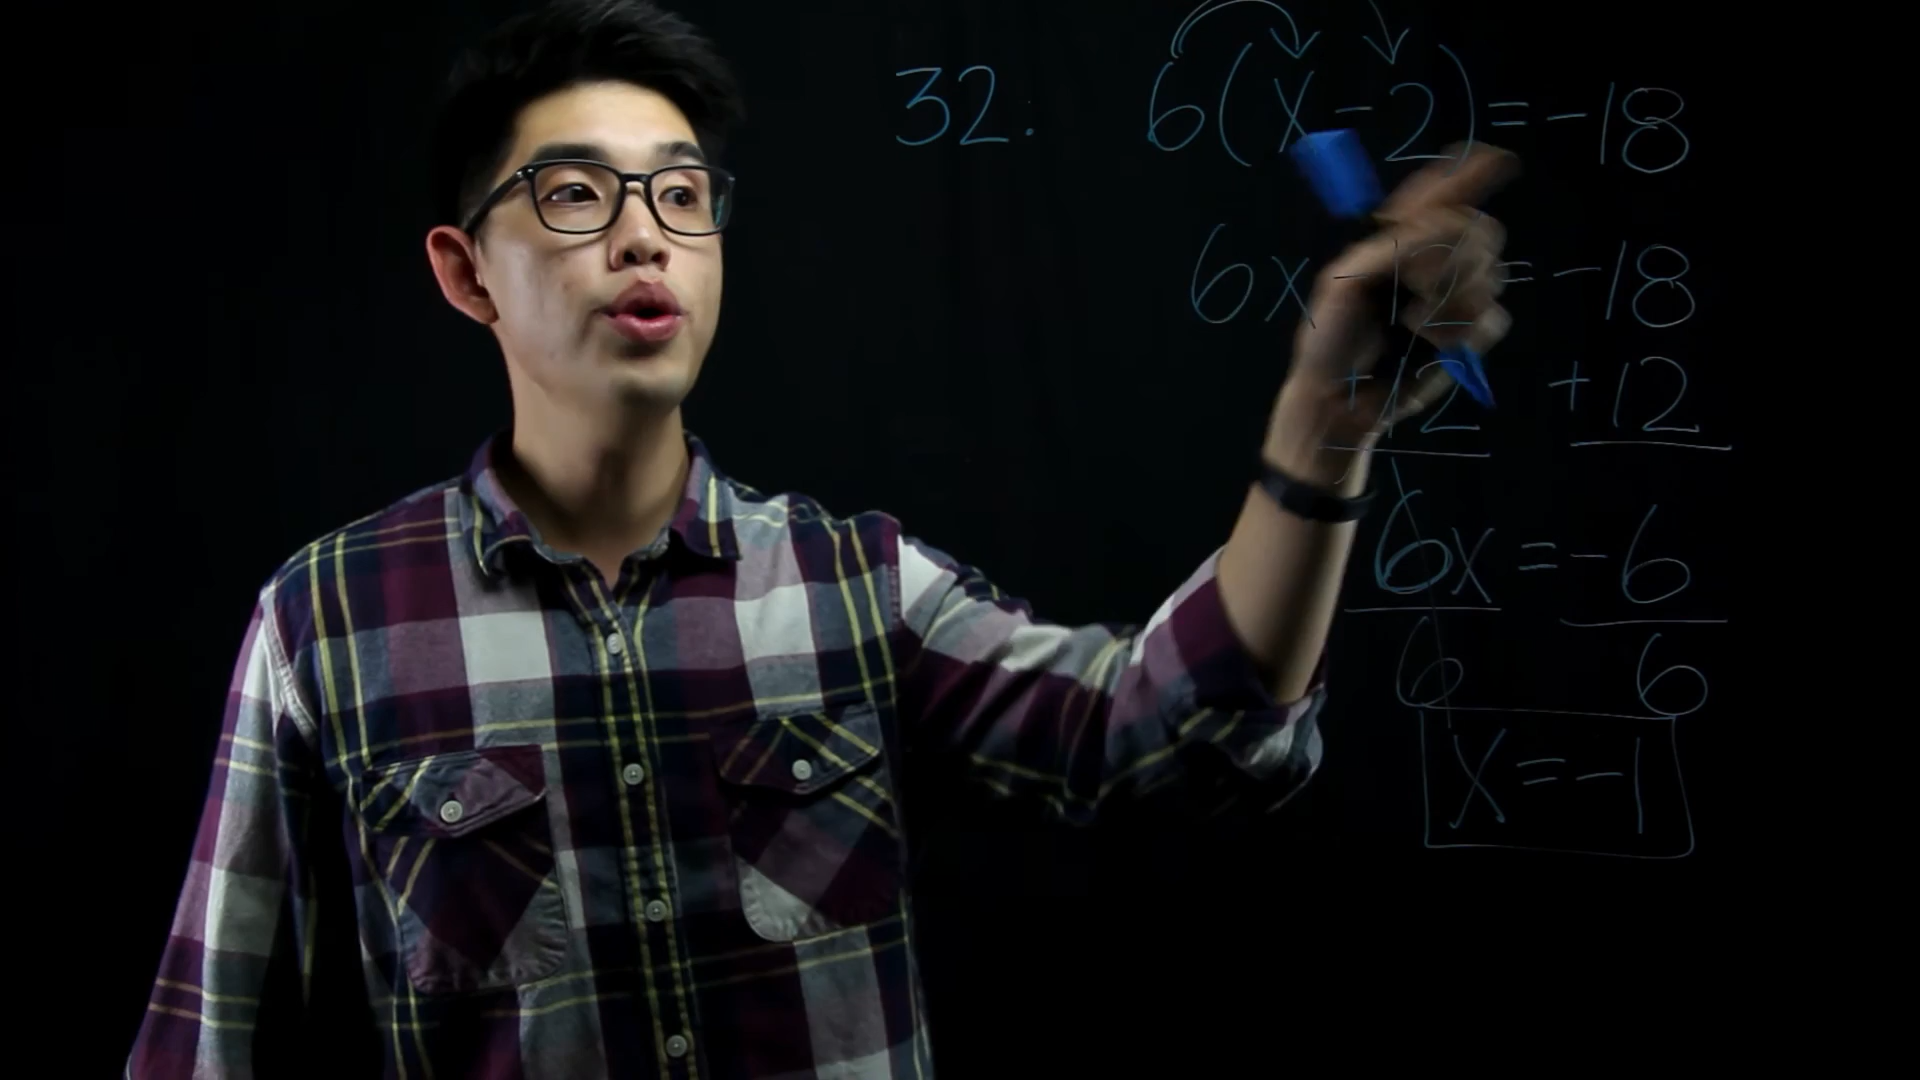 32. 6(x-2)=-18
6x-12=-18
+12 +12
6x=-6
6 6
x=-1